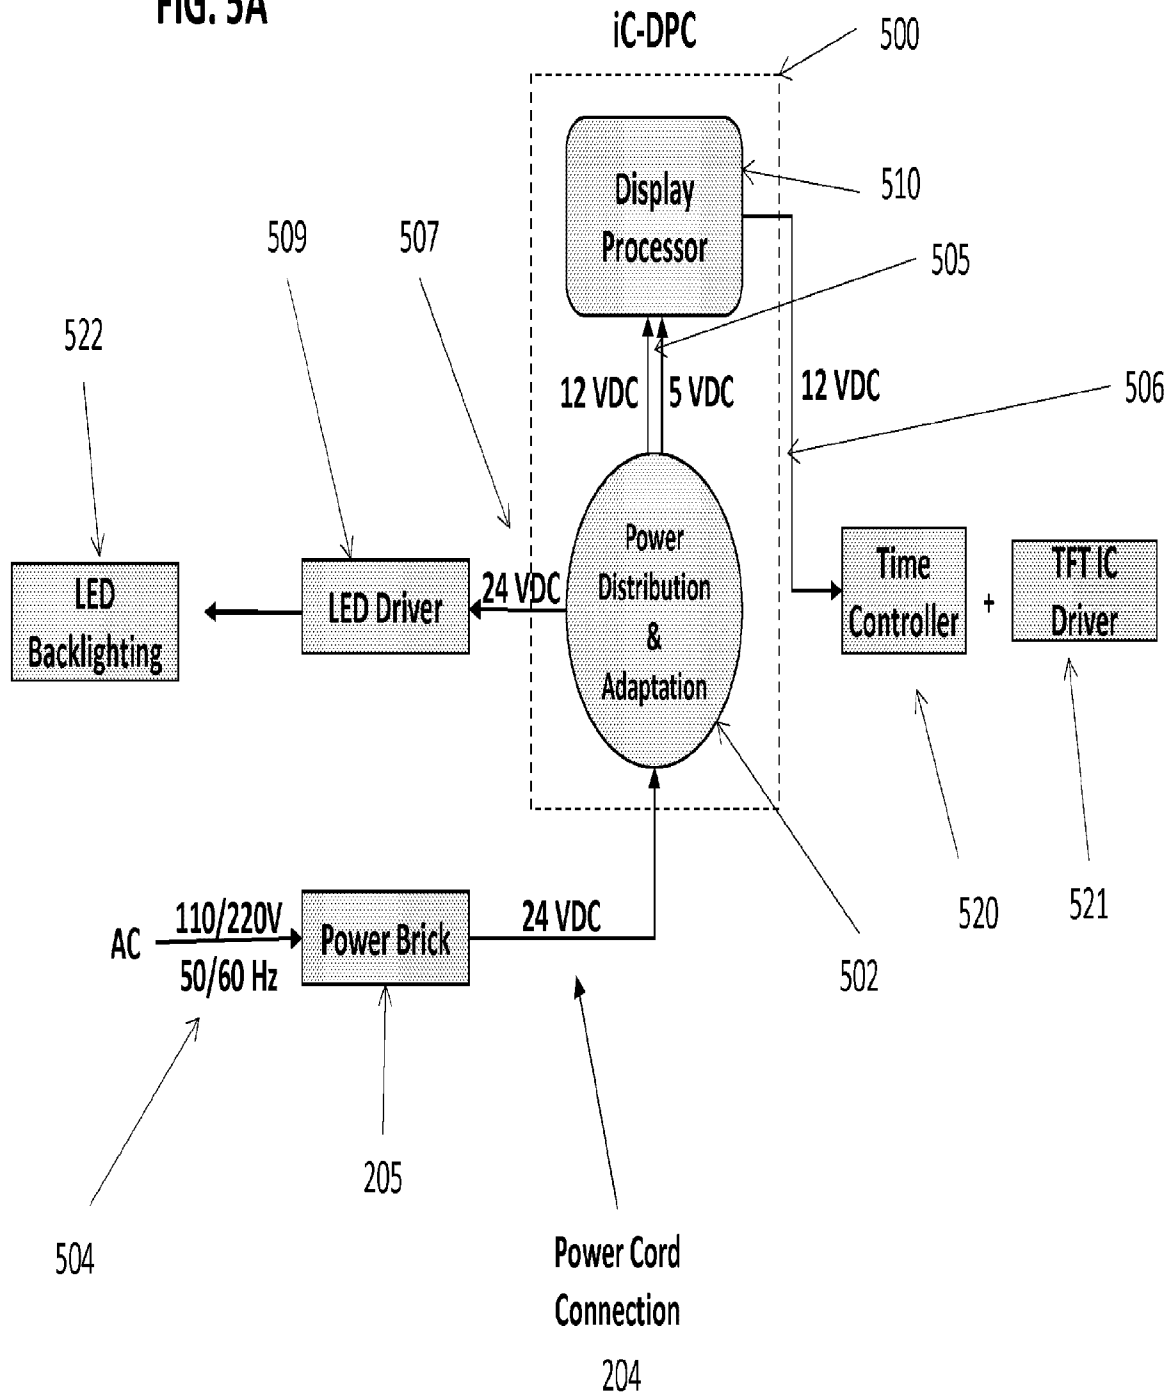 FIG. 5A
iC-DPC
500
Display
Processor
510
509
507
505
522
12 VDC
5 VDC
12 VDC
506
Power
Distribution
&
Adaptation
24 VDC
LED Driver
LED
Backlighting
Time
Controller
+
TFT IC
Driver
AC
110/220V
50/60 Hz
Power Brick
24 VDC
502
520
521
205
504
Power Cord
Connection
204